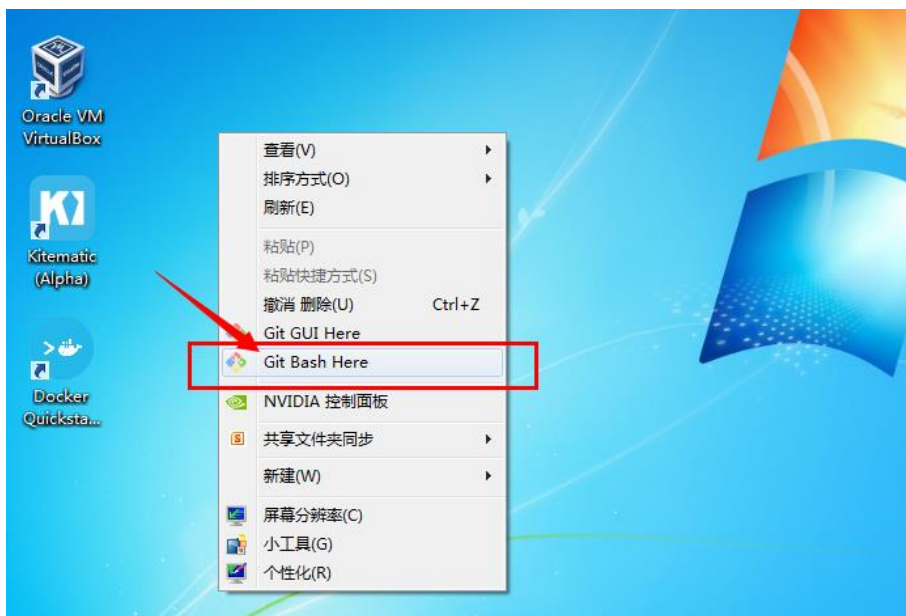 Oracle VM
VirtualBox
Kitematic
(Alpha)
Docker
Quicksta...
查看(V)
排序方式(O)
刷新(E)
粘贴(P)
粘贴快捷方式(S)
撤消 删除(U) Ctrl+Z
Git GUI Here
Git Bash Here
NVIDIA 控制面板
共享文件夹同步
新建(W)
屏幕分辨率(C)
小工具(G)
个性化(R)